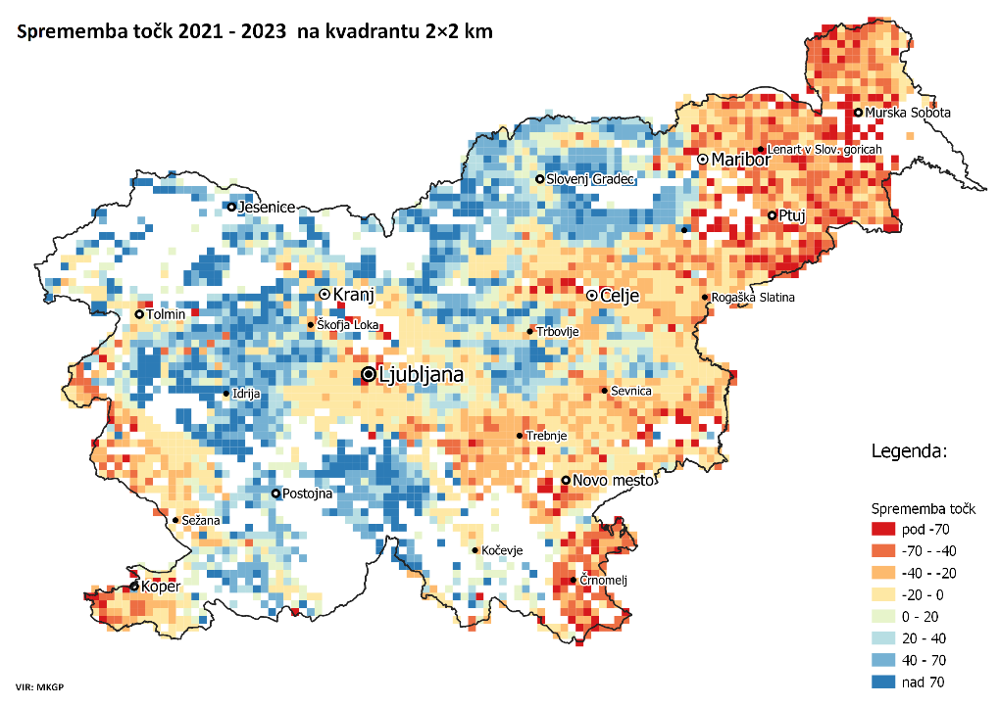 Sprememba točk 2021 - 2023 na kvadrantu 2×2 km
Murska Sobota
Lenart v Slov. goricah
Maribor
Slovenj Gradec
Jesenice
Ptuj
Kranj
Celje
Rogaška Slatina
Tolmin
Škofja Loka
Trbovlje
Ljubljana
Idrija
Sevnica
Trebnje
Legenda:
Novo mesto
Postojna
Sprememba točk
Sežana
pod -70
-70 - -40
Kočevje
-40 - -20
Črnomelj
Koper
-20 - 0
0 - 20
20 - 40
40 - 70
nad 70
VIR: MKGP